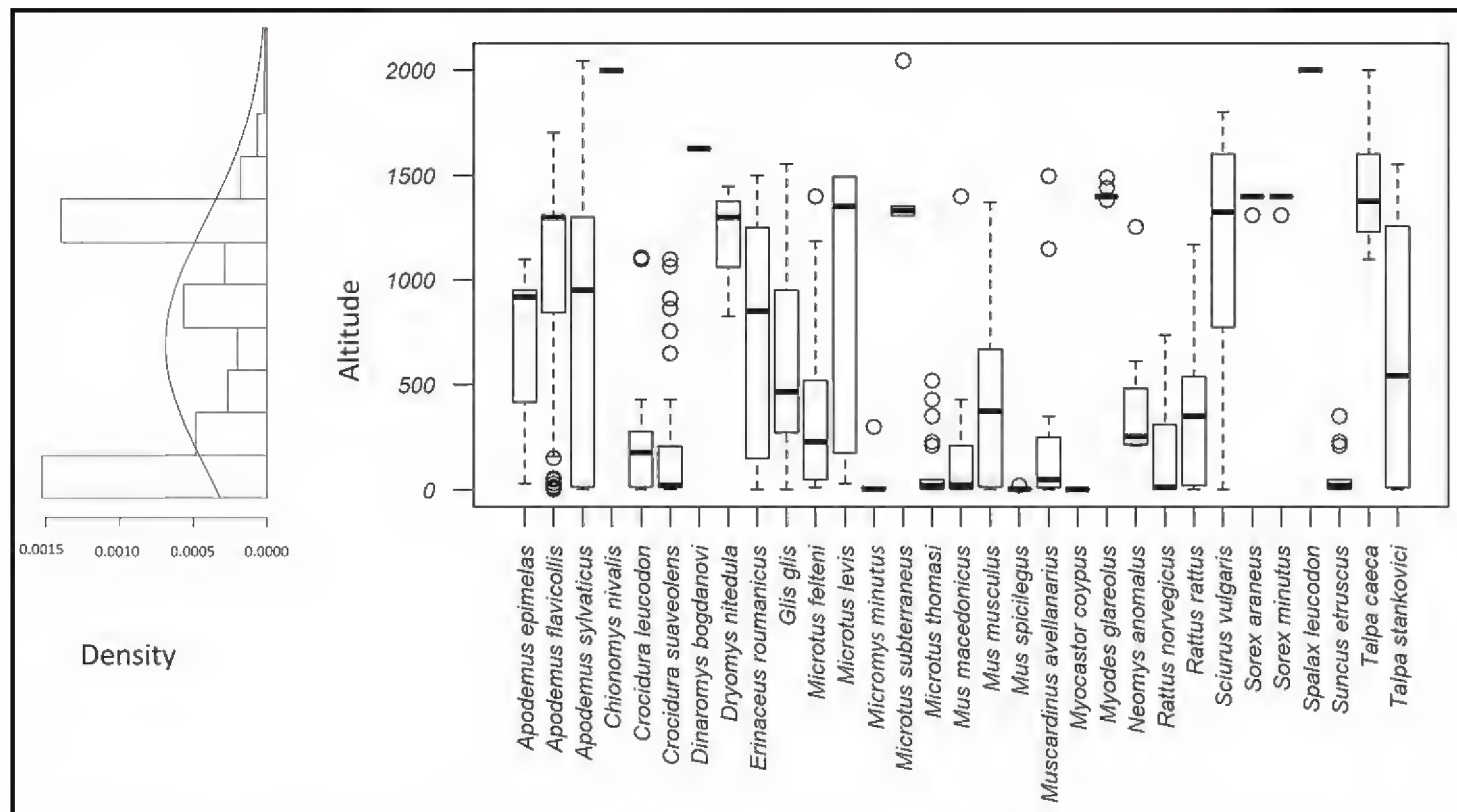 0.0015 0.0010 0.0005 0.0000
Density
Altitude
2000
1500
1000
500
0
Apodemus epimelas
Apodemus flavicollis
Apodemus sylvaticus
Chionomys nivalis
Crocidura leucodon
Crocidura suaveolens
Dinaromys bogdanovi
Dryomys nitedula
Erinaceus roumanicus
Glis glis
Microtus felteni
Microtus levis
Micromys minutus
Microtus subterraneus
Microtus thomasi
Mus macedonicus
Mus musculus
Mus spicilegus
Muscardinus avellanarius
Myocastor coypus
Myodes glareolus
Neomys anomalus
Rattus norvegicus
Rattus rattus
Sciurus vulgaris
Sorex araneus
Sorex minutus
Spalax leucodon
Suncus etruscus
Talpa caeca
Talpa stankovici